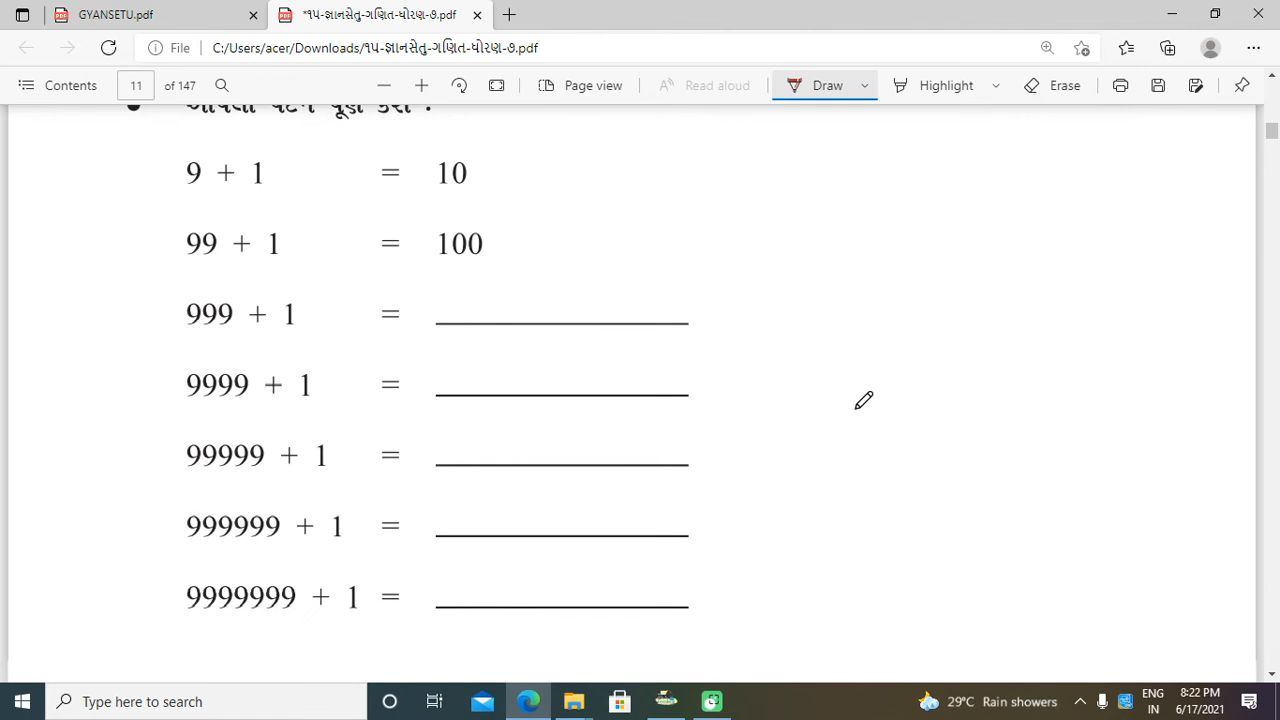 GYANSETU.pdf
*૧૫-જ્ઞાનસેતુ-ગણિત-ધોરણ-૭.pdf
File C:/Users/acer/Downloads/૧૫-જ્ઞાનસેતુ-ગણિત-ધોરણ-૭.pdf
Contents 11 of 147 Page view Read aloud Draw Highlight Erase
9 + 1 = 10
99 + 1 = 100
999 + 1 =
9999 + 1 =
99999 + 1 =
999999 + 1 =
9999999 + 1 =
Type here to search
29°C Rain showers
ENG
IN
8:22 PM
6/17/2021